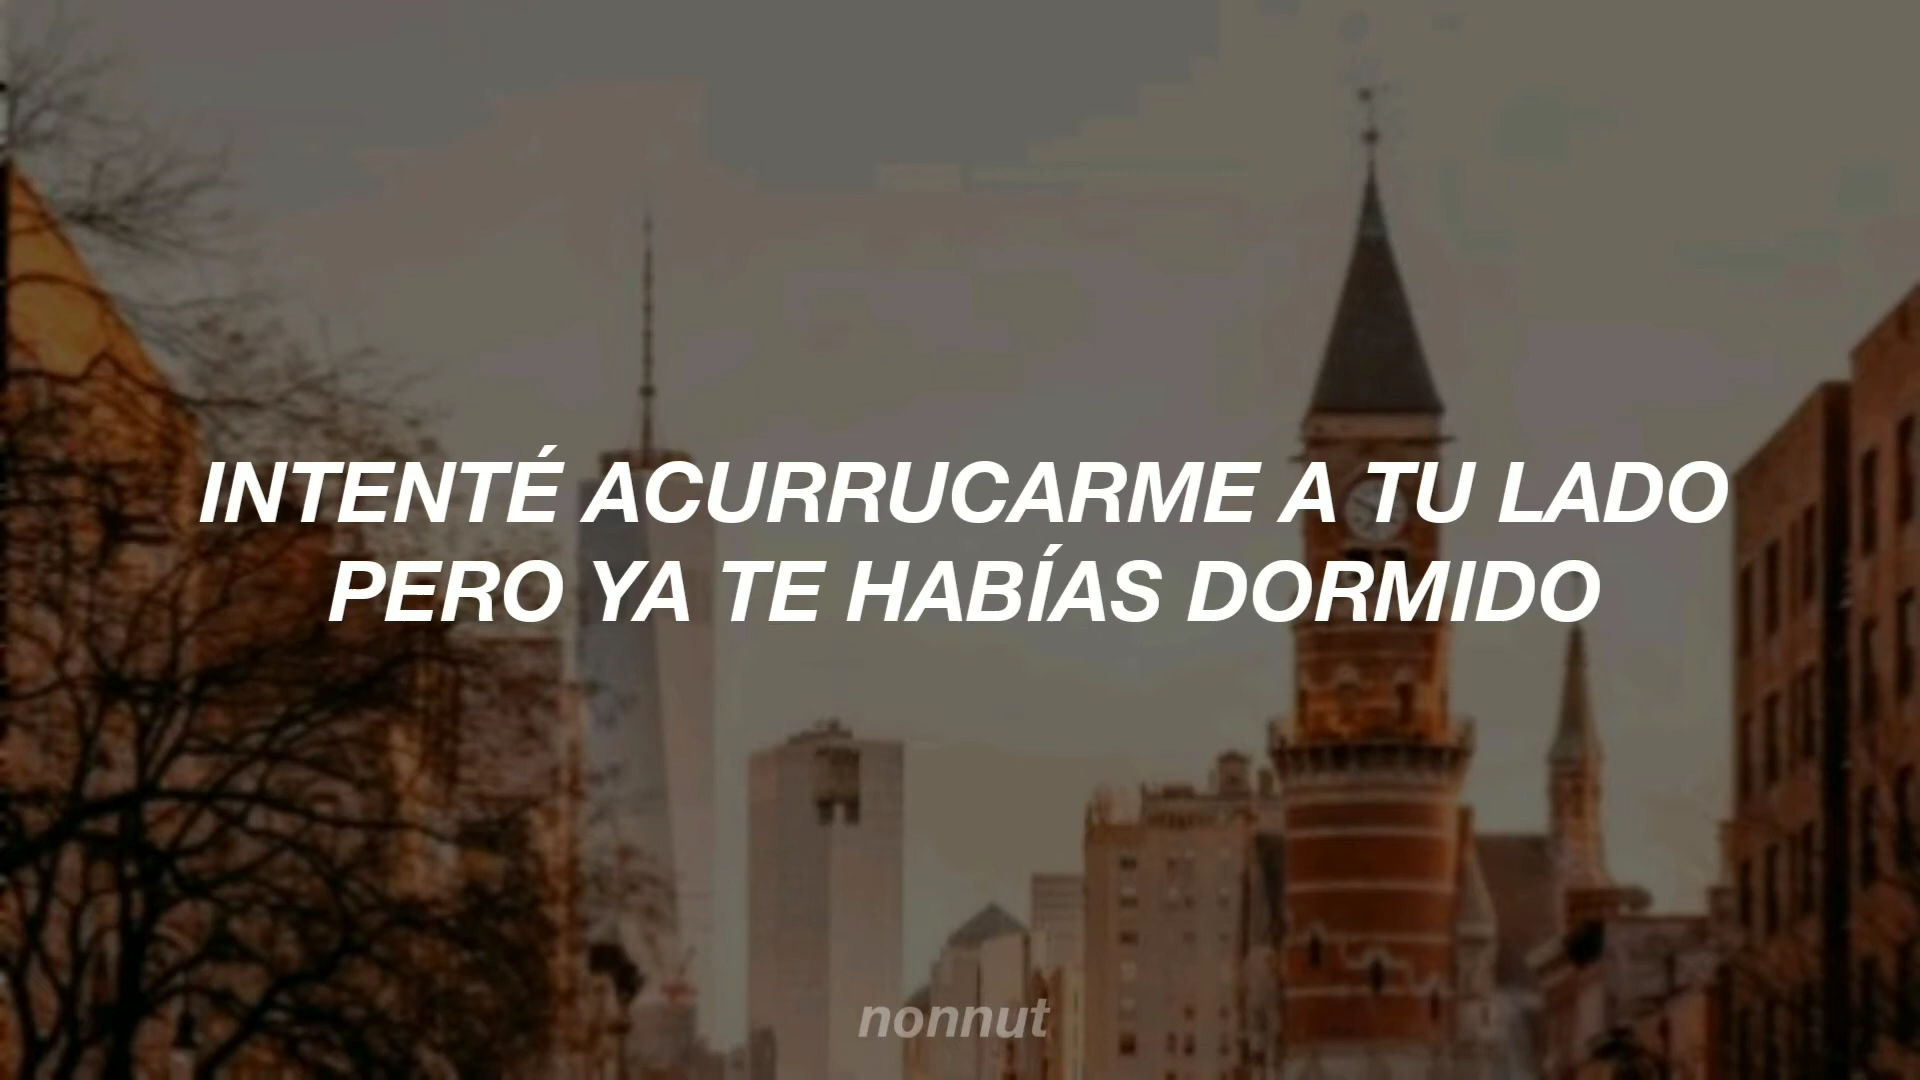 INTENTÉ ACURRUCARME A TU LADO
PERO YA TE HABÍAS DORMIDO
nonnut